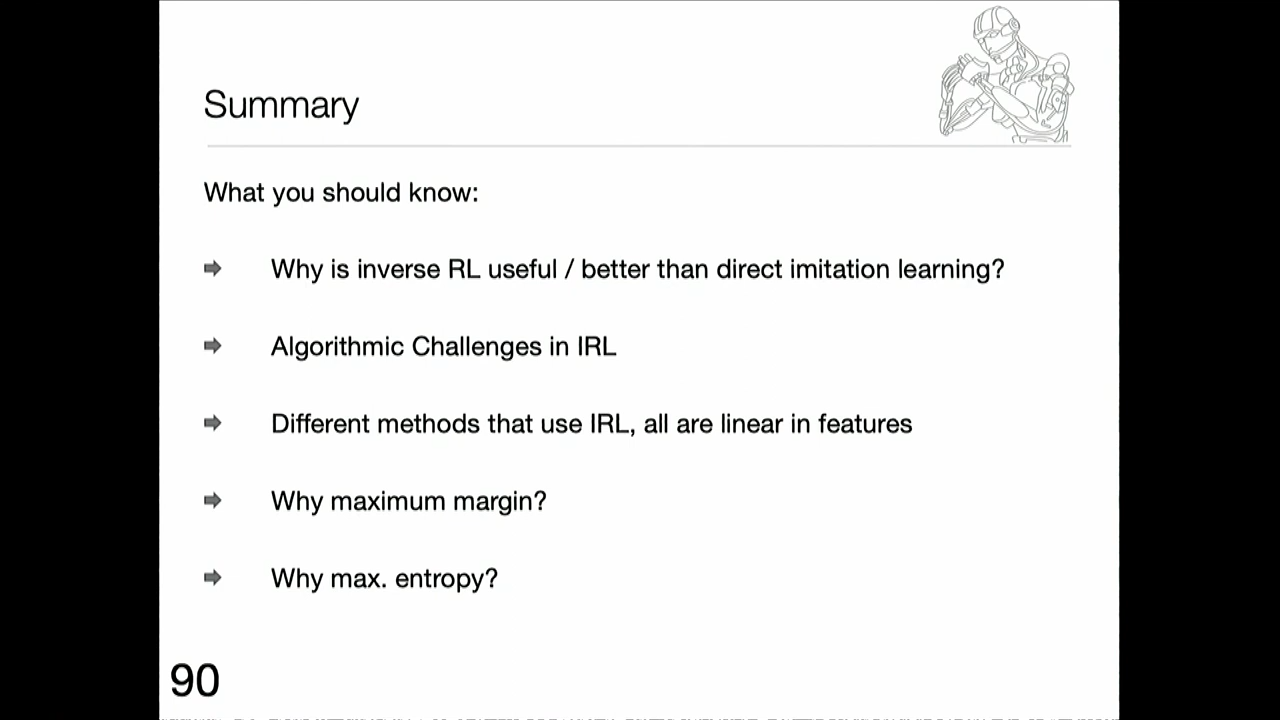 Summary
What you should know:
Why is inverse RL useful / better than direct imitation learning?
Algorithmic Challenges in IRL
Different methods that use IRL, all are linear in features
Why maximum margin?
Why max. entropy?
90